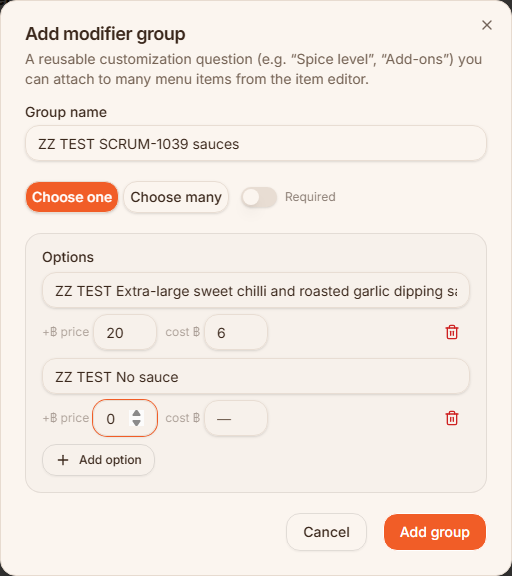 Add modifier group
A reusable customization question (e.g. “Spice level”, “Add-ons”) you
can attach to many menu items from the item editor.
Group name
ZZ TEST SCRUM-1039 sauces
Choose one Choose many Required
Options
ZZ TEST Extra-large sweet chilli and roasted garlic dipping
+฿ price 20 cost ฿ 6
ZZ TEST No sauce
+฿ price 0 cost ฿ —
+ Add option
Cancel Add group